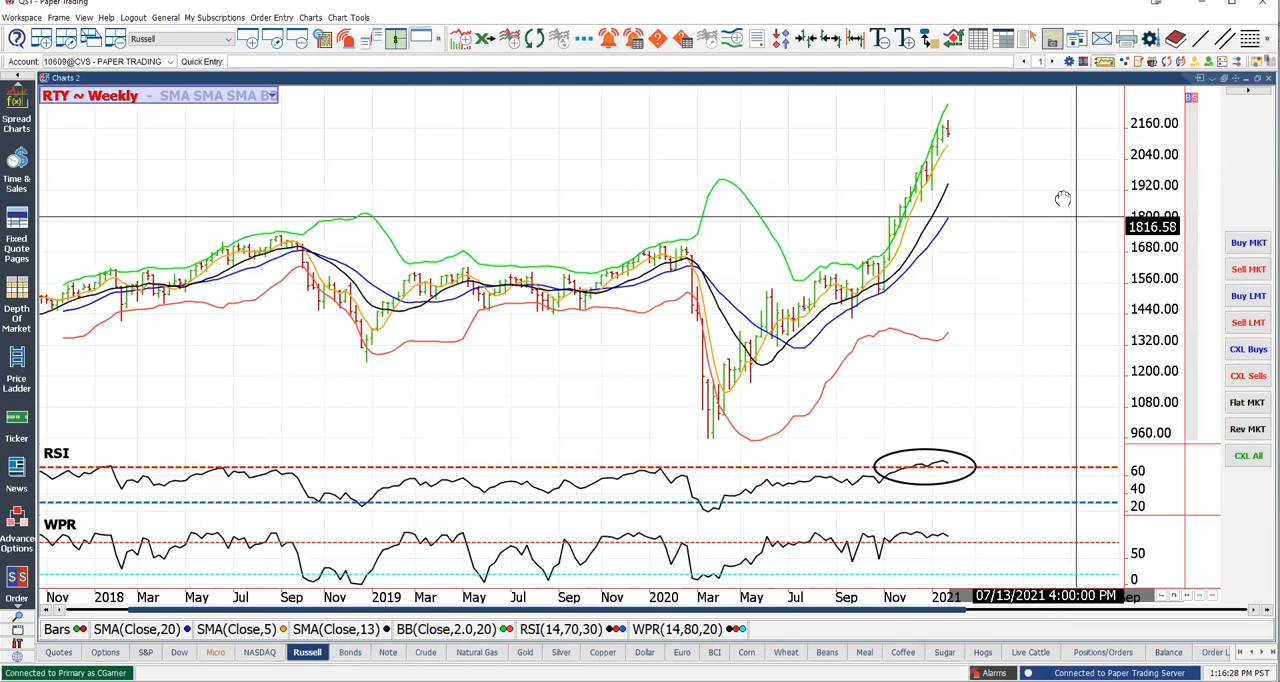 QST - Paper Trading
Workspace Frame View Help Logout General My Subscriptions Order Entry Charts Chart Tools
Russell
Account: 10609@CVS - PAPER TRADING Quick Entry: 1
Charts 2
RTY ~ Weekly - SMA SMA SMA B
Spread Charts
Time & Sales
Fixed Quote Pages
Depth Of Market
Price Ladder
Ticker
News
Advance Options
Order
2160.00
2040.00
1920.00
1800.00
1816.58
1680.00
1560.00
1440.00
1320.00
1200.00
1080.00
960.00
B S
Buy MKT
Sell MKT
Buy LMT
Sell LMT
CXL Buys
CXL Sells
Flat MKT
Rev MKT
CXL All
RSI
60
40
20
WPR
50
0
Nov 2018 Mar May Jul Sep Nov 2019 Mar May Jul Sep Nov 2020 Mar May Jul Sep Nov 2021 07/13/2021 4:00:00 PM Sep
Bars SMA(Close,20) SMA(Close,5) SMA(Close,13) BB(Close,2.0,20) RSI(14,70,30) WPR(14,80,20)
Quotes Options S&P Dow Micro NASDAQ Russell Bonds Note Crude Natural Gas Gold Silver Copper Dollar Euro BCI Corn Wheat Beans Meal Coffee Sugar Hogs Live Cattle Positions/Orders Balance Order L
Connected to Primary as CGarner Alarms Connected to Paper Trading Server 1:16:28 PM PST